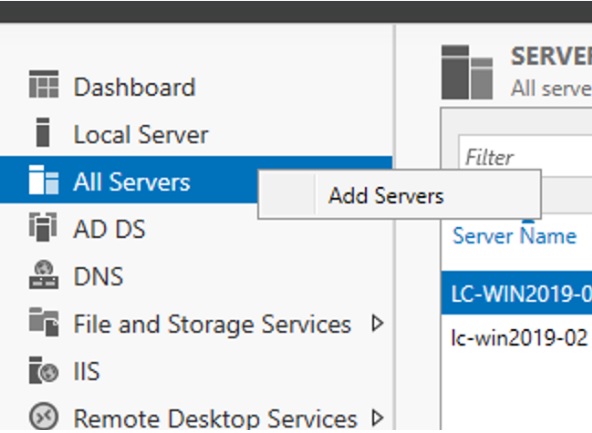 Dashboard
Local Server
All Servers
AD DS
DNS
File and Storage Services
IIS
Remote Desktop Services
Add Servers
SERVE
All serve
Filter
Server Name
LC-WIN2019-0
lc-win2019-02